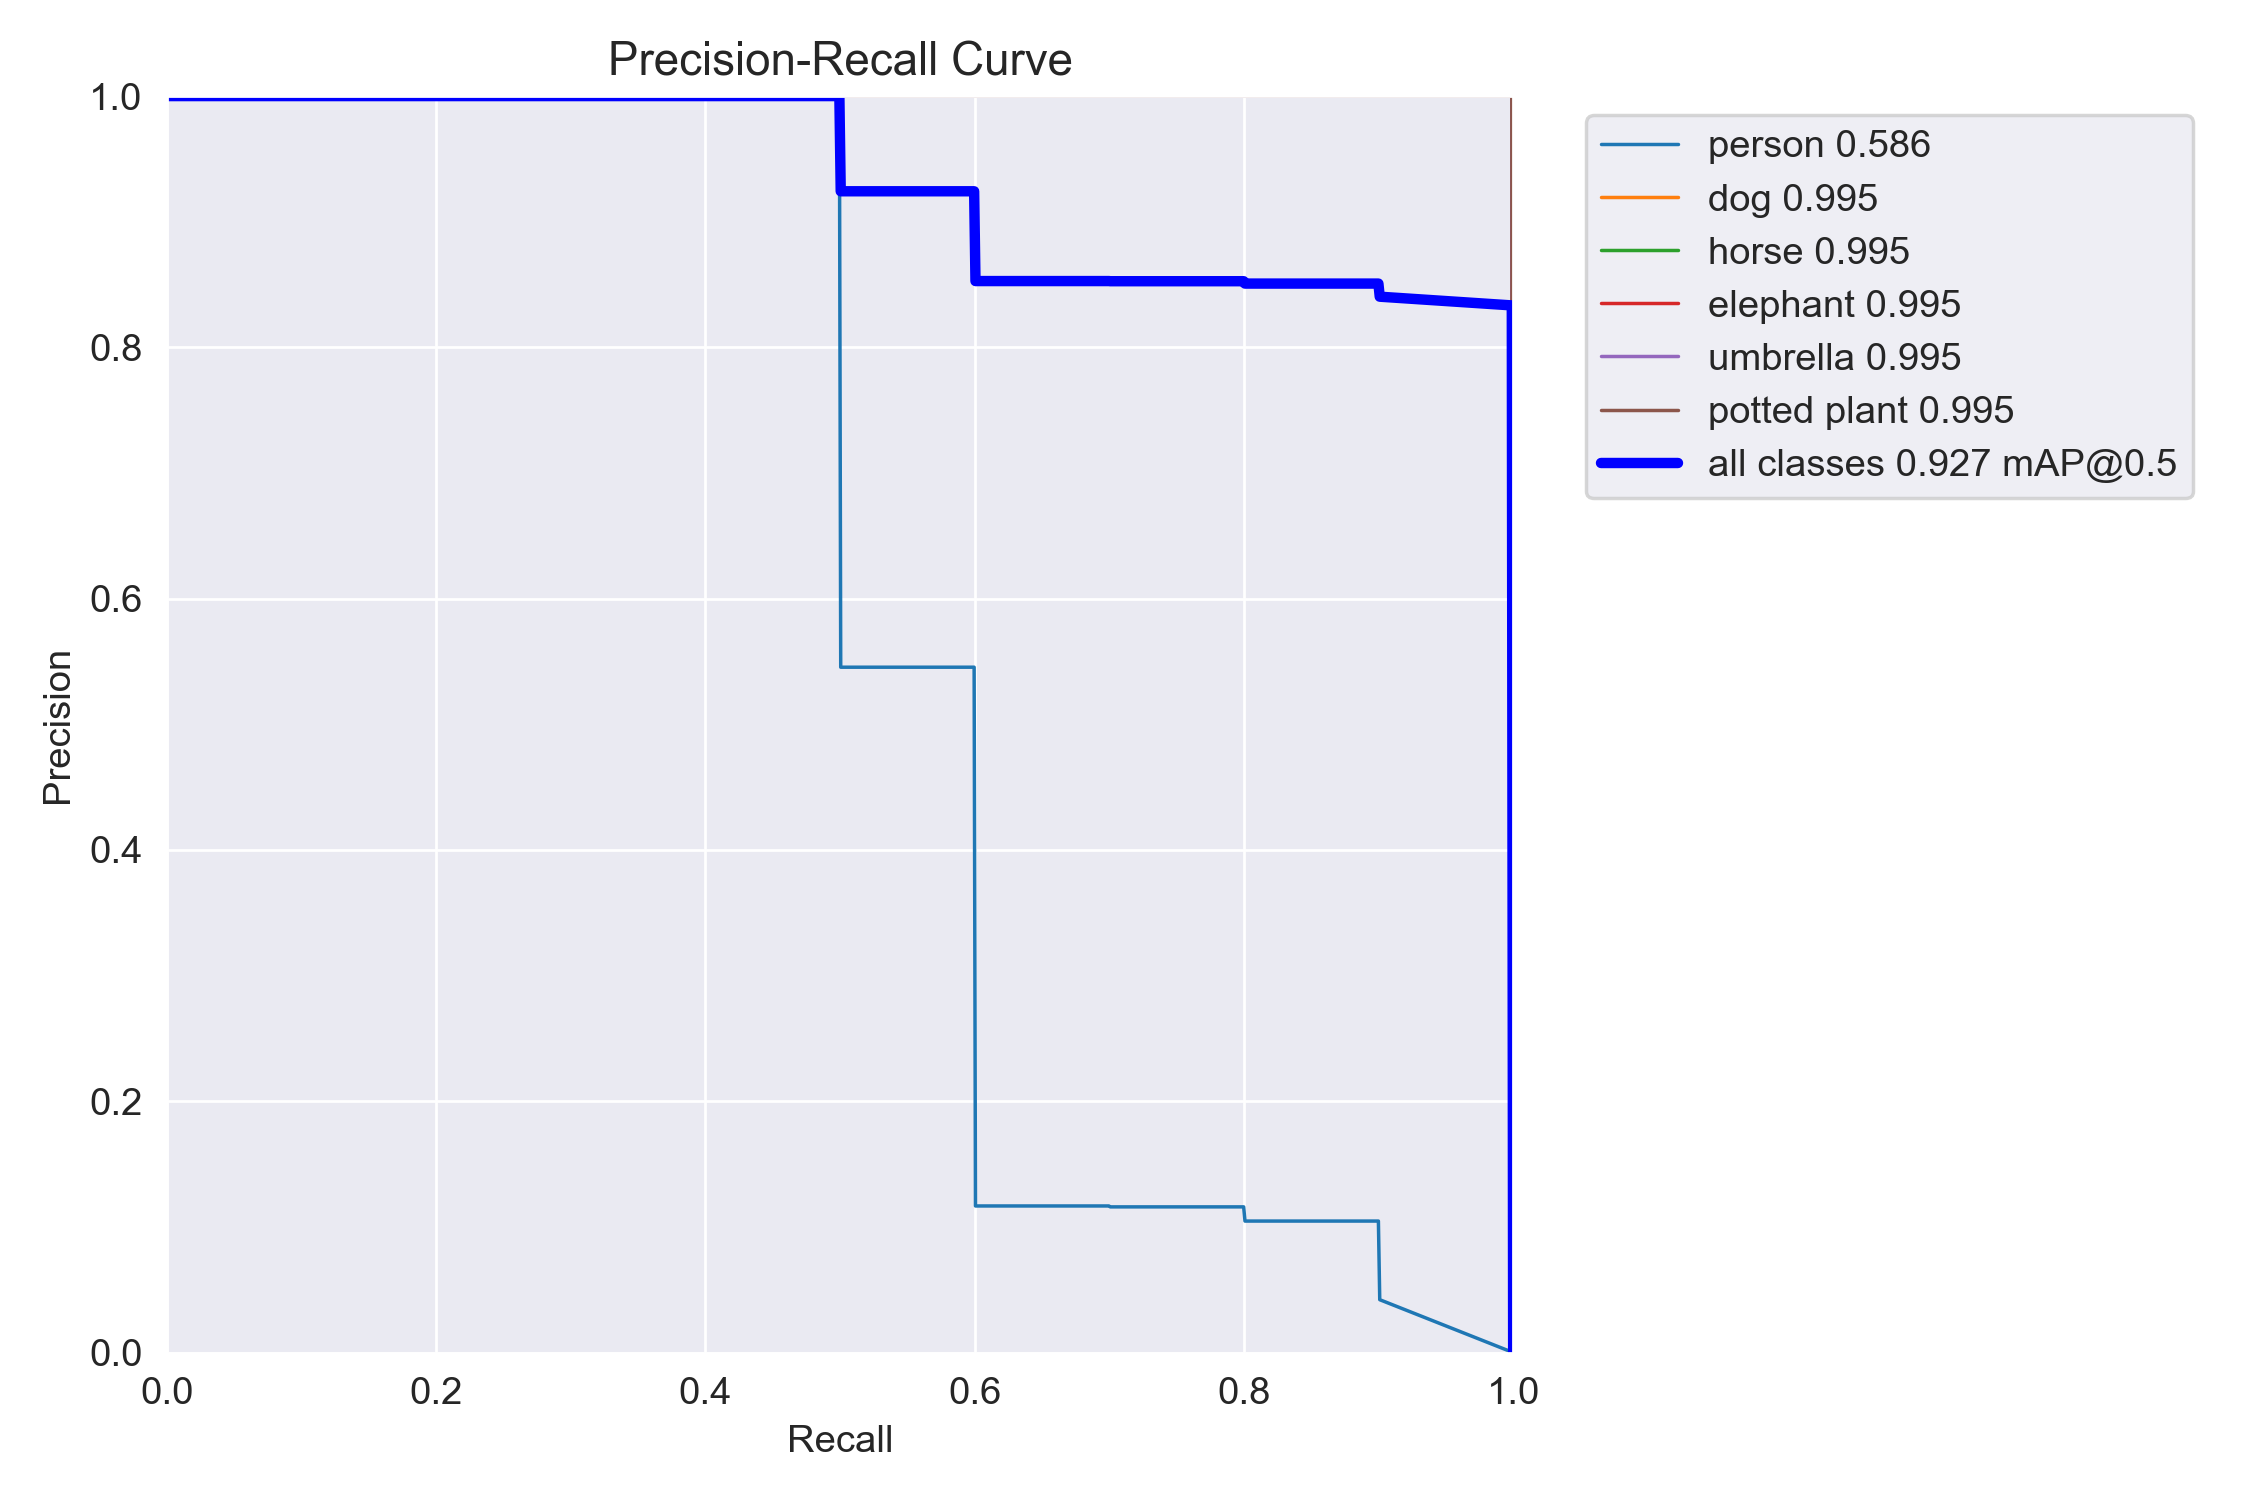 Precision-Recall Curve
1.0
0.8
0.6
0.4
0.2
0.0
Precision
0.0 0.2 0.4 0.6 0.8 1.0
Recall
person 0.586
dog 0.995
horse 0.995
elephant 0.995
umbrella 0.995
potted plant 0.995
all classes 0.927 mAP@0.5